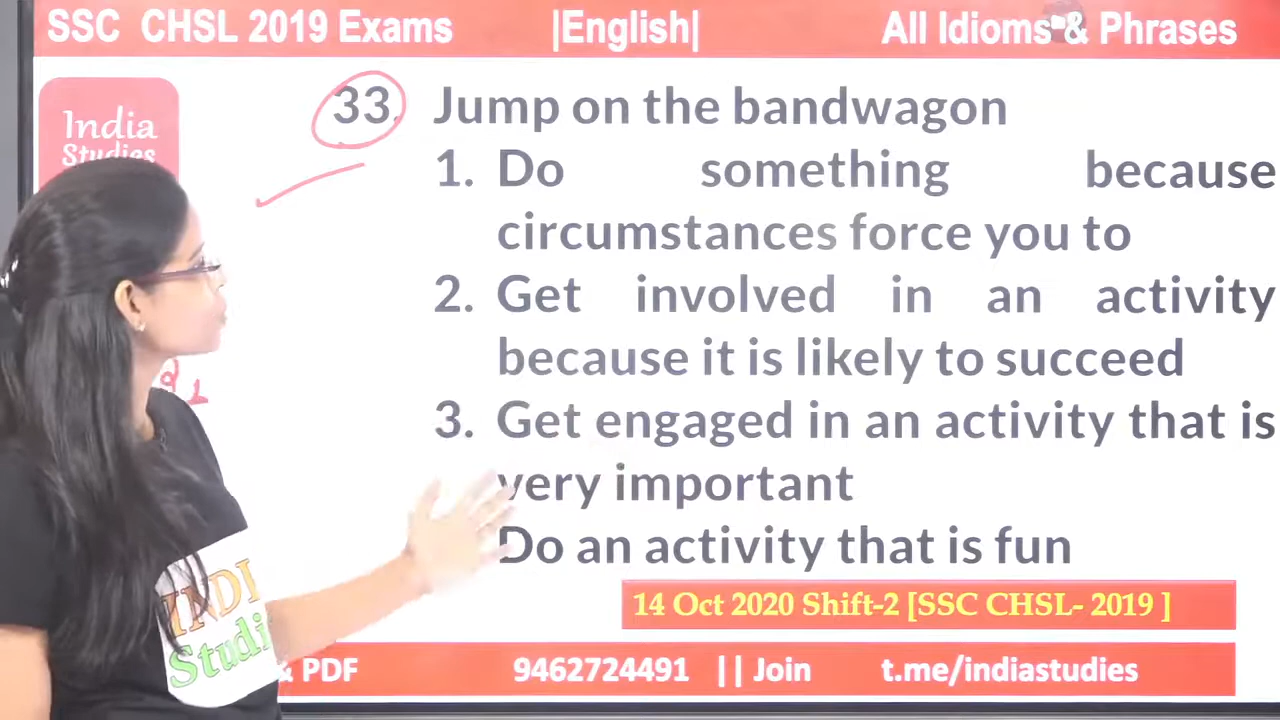 SSC CHSL 2019 Exams |English| All Idioms & Phrases
India
Studies
33. Jump on the bandwagon
1. Do something because
circumstances force you to
2. Get involved in an activity
because it is likely to succeed
3. Get engaged in an activity that is
very important
Do an activity that is fun
14 Oct 2020 Shift-2 [SSC CHSL- 2019 ]
INDI
Studi
& PDF 9462724491 || Join t.me/indiastudies